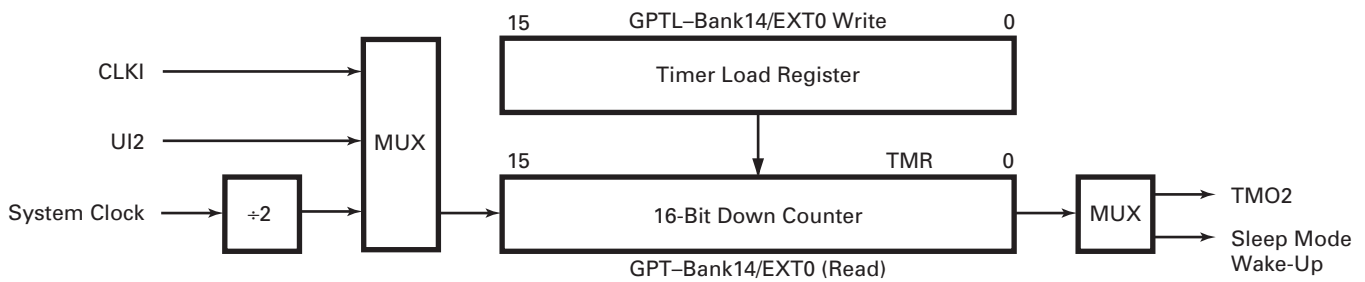 15 GPTL–Bank14/EXT0 Write 0
CLKI
Timer Load Register
UI2
MUX
15 TMR 0
System Clock
÷2
16-Bit Down Counter
MUX
TMO2
Sleep Mode
Wake-Up
GPT–Bank14/EXT0 (Read)